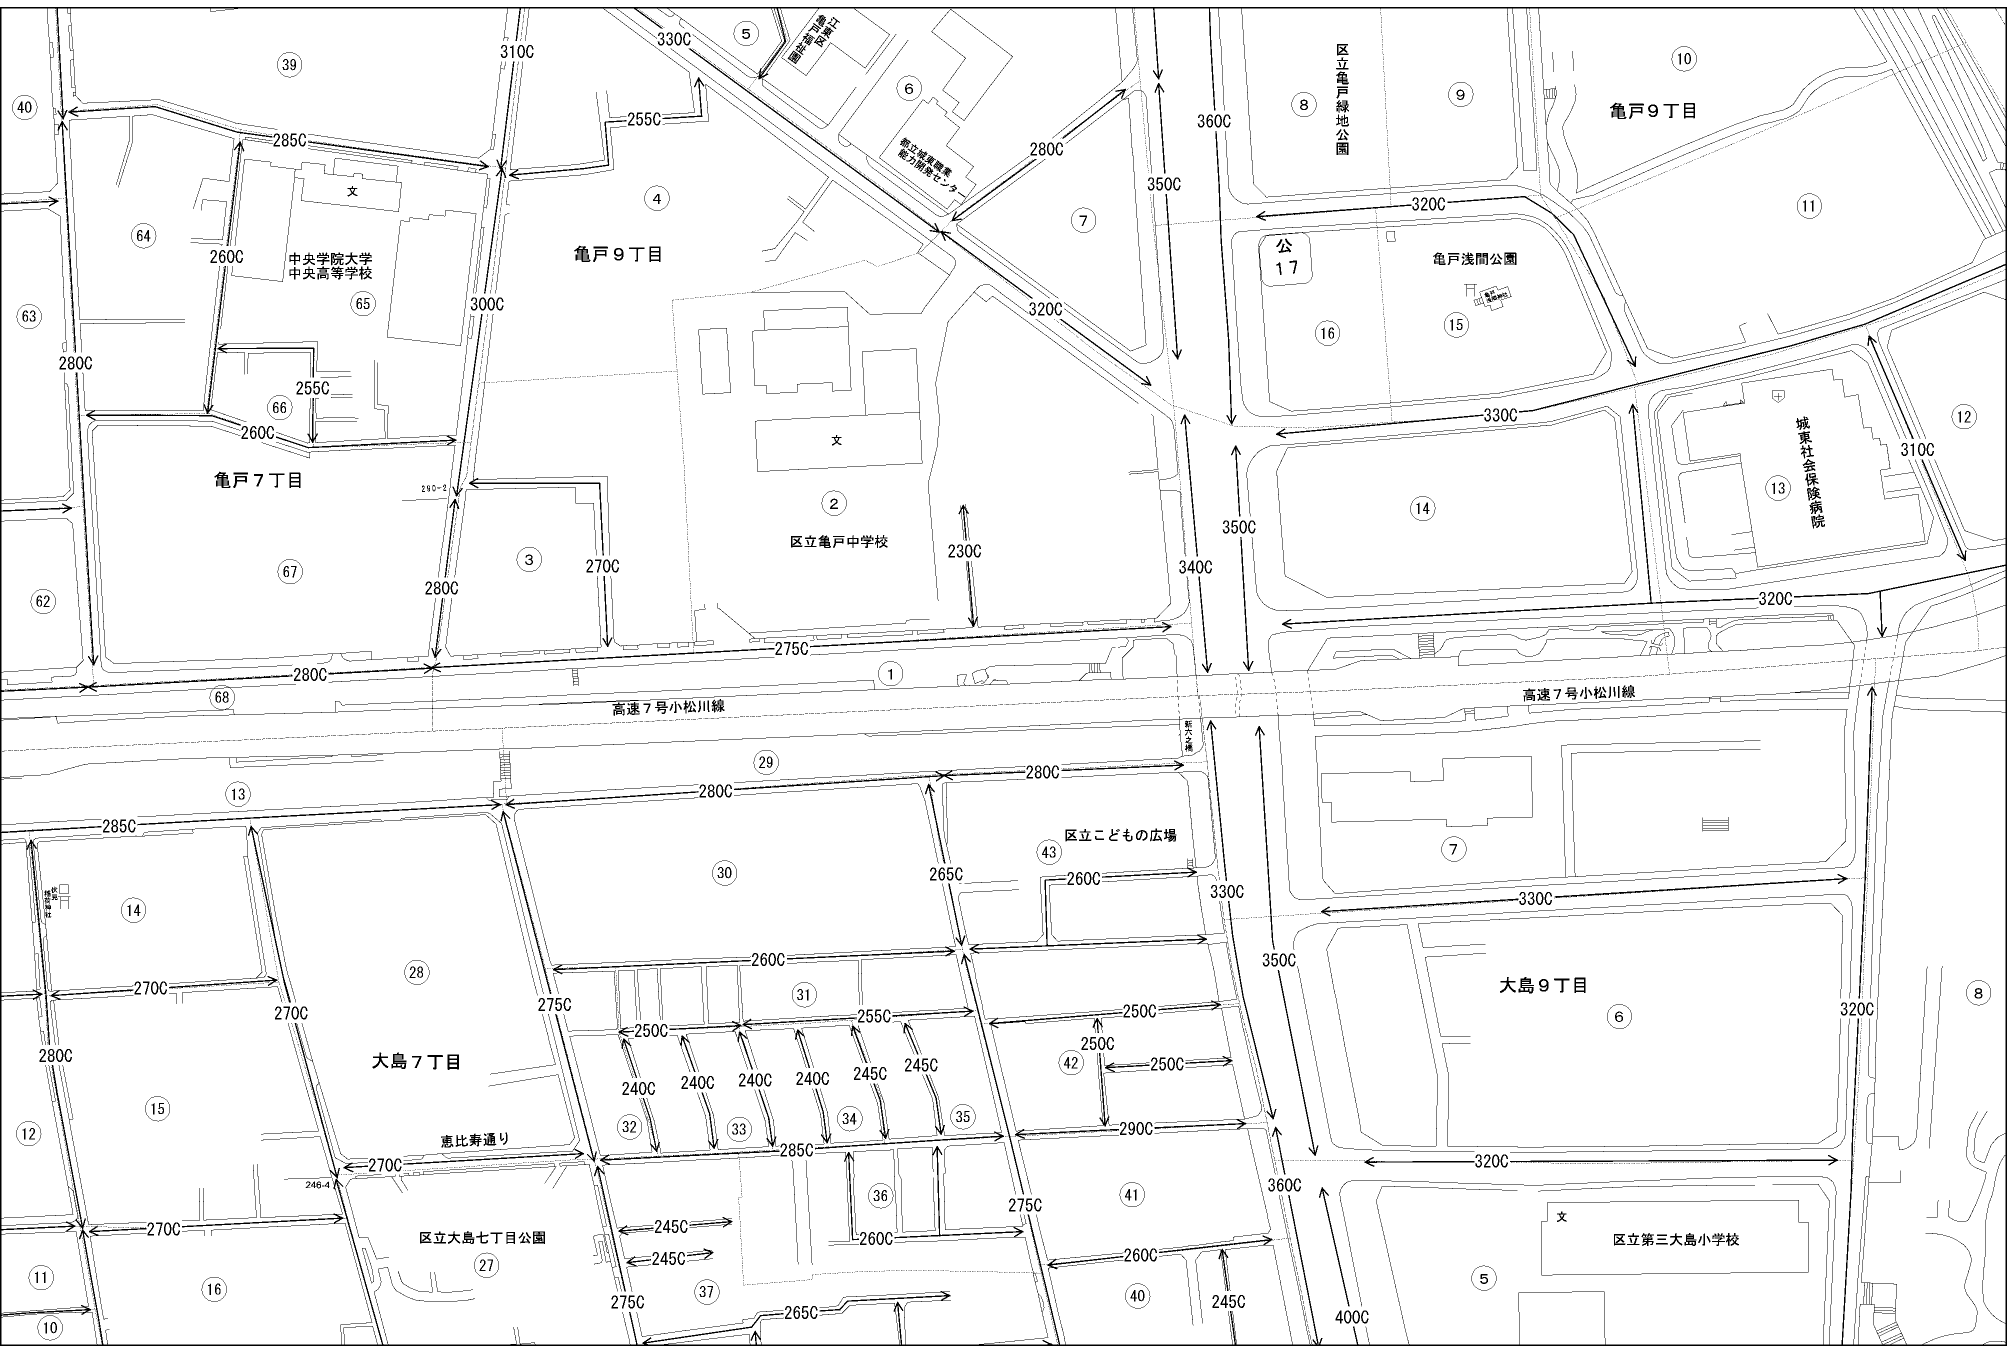 330C
5
江東区
亀戸福祉園
39
310C
6
10
360C
8
区立亀戸緑地公園
9
亀戸９丁目
40
255C
285C
都立城東職業
能力開発センター
280C
文
350C
4
64
7
320C
11
亀戸９丁目
260C
中央学院大学
中央高等学校
公
17
亀戸浅間公園
65
300C
63
320C
16
15
280C
255C
66
260C
文
330C
12
310C
城東社会保険病院
亀戸７丁目
290-2
13
2
14
区立亀戸中学校
350C
230C
3
270C
340C
67
280C
62
320C
275C
280C
1
68
高速７号小松川線
高速７号小松川線
新六之橋
29
280C
280C
13
285C
区立こどもの広場
43
7
30
265C
260C
330C
330C
伏見
稲荷神社
14
260C
28
350C
大島９丁目
270C
31
275C
8
270C
250C
255C
250C
6
320C
280C
大島７丁目
42
250C
250C
240C
240C
240C
240C
245C
245C
15
32
33
34
35
12
恵比寿通り
290C
285C
270C
320C
246-4
36
41
360C
275C
270C
245C
区立大島七丁目公園
260C
文
区立第三大島小学校
245C
260C
27
11
16
37
5
40
275C
265C
245C
400C
10